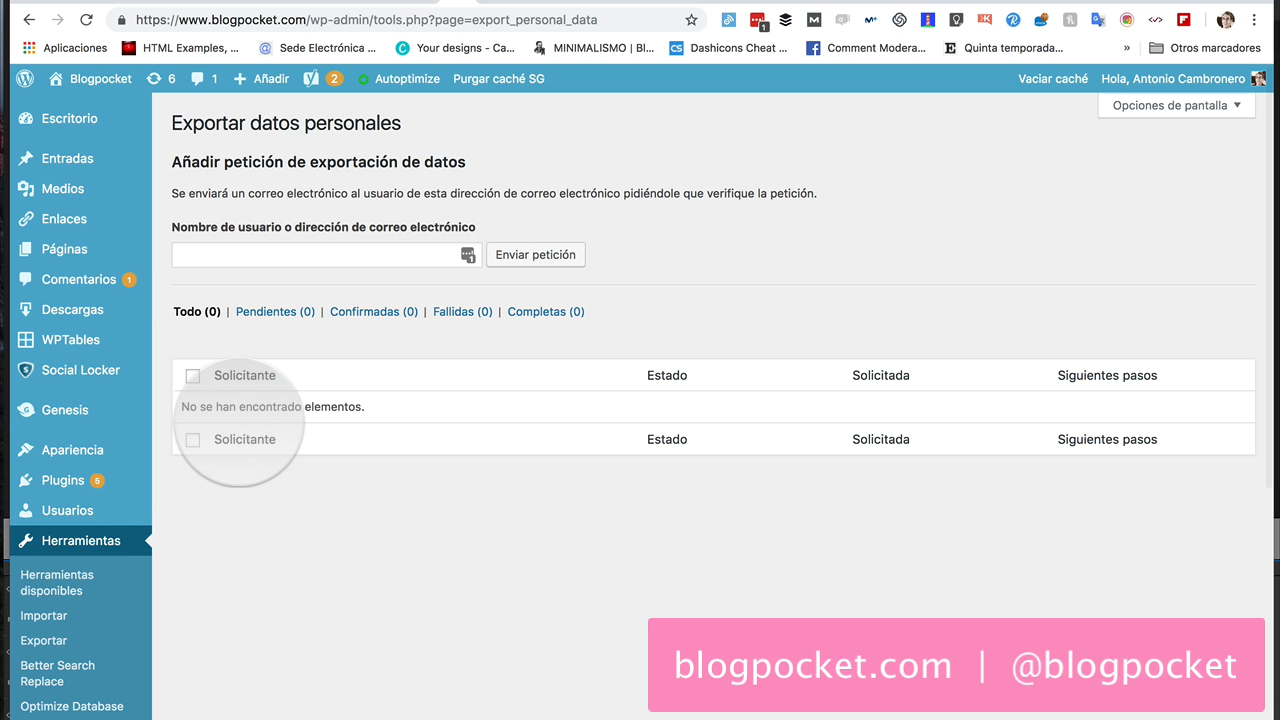 https://www.blogpocket.com/wp-admin/tools.php?page=export_personal_data
Aplicaciones HTML Examples, ... Sede Electrónica ... Your designs - Ca... MINIMALISMO | Bl... Dashicons Cheat ... Comment Modera... Quinta temporada... » Otros marcadores
Blogpocket 6 1 Añadir 2 Autoptimize Purgar caché SG Vaciar caché Hola, Antonio Cambronero
Opciones de pantalla
Escritorio
Entradas
Medios
Enlaces
Páginas
Comentarios 1
Descargas
WPTables
Social Locker
Genesis
Apariencia
Plugins 5
Usuarios
Herramientas
Herramientas
disponibles
Importar
Exportar
Better Search
Replace
Optimize Database
Exportar datos personales
Añadir petición de exportación de datos
Se enviará un correo electrónico al usuario de esta dirección de correo electrónico pidiéndole que verifique la petición.
Nombre de usuario o dirección de correo electrónico
Enviar petición
Todo (0) | Pendientes (0) | Confirmadas (0) | Fallidas (0) | Completas (0)
Solicitante Estado Solicitada Siguientes pasos
No se han encontrado elementos.
Solicitante Estado Solicitada Siguientes pasos
blogpocket.com | @blogpocket